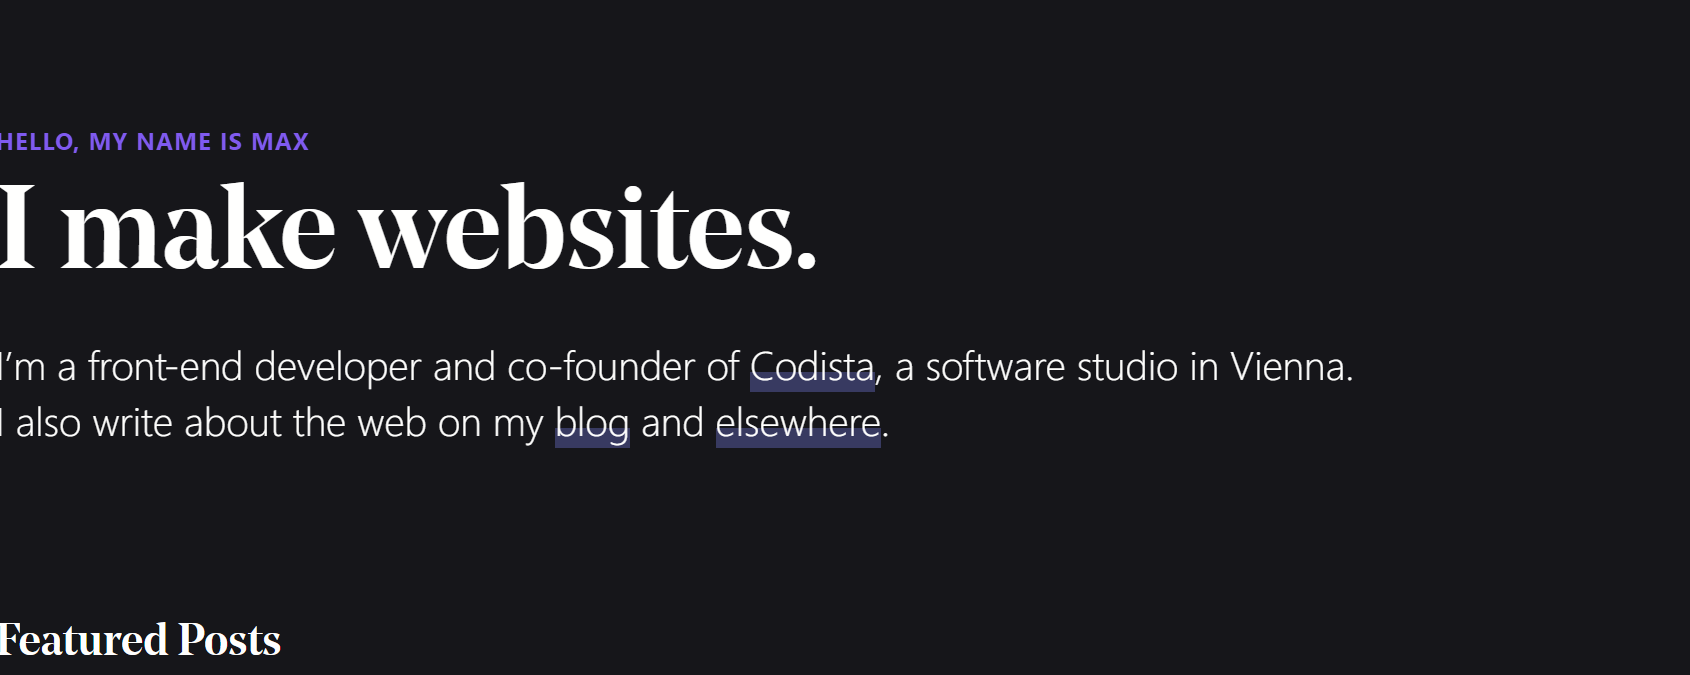 HELLO, MY NAME IS MAX
I make websites.
I’m a front-end developer and co-founder of Codista, a software studio in Vienna.
I also write about the web on my blog and elsewhere.
Featured Posts